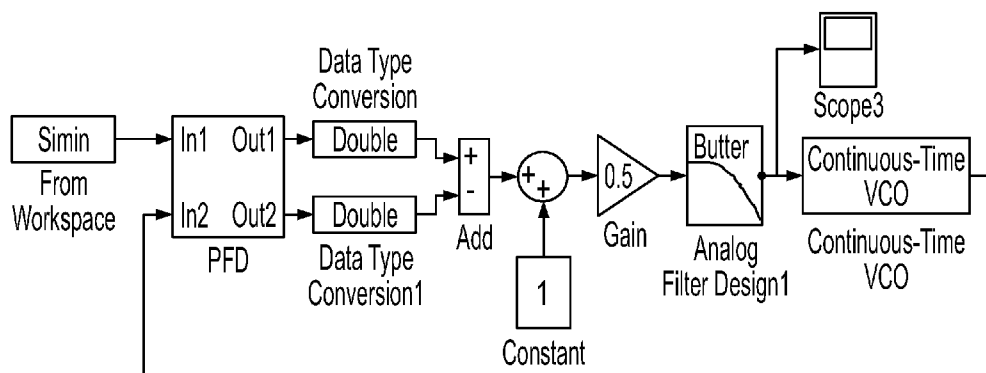 Data Type
Conversion
Scope3
Simin
From
Workspace
In1
Out1
In2
Out2
PFD
Double
Double
Data Type
Conversion1
+
-
Add
+
+
1
Constant
0.5
Gain
Butter
Analog
Filter Design1
Continuous-Time
VCO
Continuous-Time
VCO